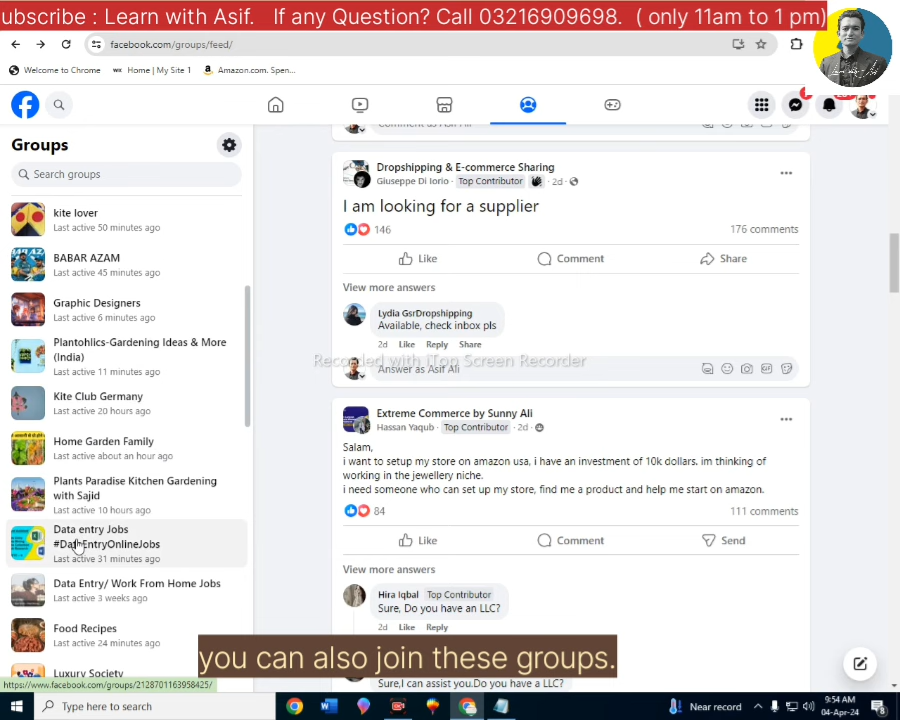 ubscribe : Learn with Asif. If any Question? Call 03216909698. ( only 11am to 1 pm)
facebook.com/groups/feed/
Welcome to Chrome
Home | My Site 1
Amazon.com. Spen...
Groups
Search groups
kite lover
Last active 50 minutes ago
BABAR AZAM
Last active 45 minutes ago
Graphic Designers
Last active 6 minutes ago
Plantohlics-Gardening Ideas & More
(India)
Last active 11 minutes ago
Kite Club Germany
Last active 20 hours ago
Home Garden Family
Last active about an hour ago
Plants Paradise Kitchen Gardening
with Sajid
Last active 10 hours ago
Data entry Jobs
#DataEntryOnlineJobs
Last active 31 minutes ago
Data Entry/ Work From Home Jobs
Last active 3 weeks ago
Food Recipes
Last active 24 minutes ago
Luxury Society
https://www.facebook.com/groups/2128701163958425/
Comment as Asif Ali
Dropshipping & E-commerce Sharing
Giuseppe Di Iorio · Top Contributor · 2d ·
I am looking for a supplier
146
176 comments
Like
Comment
Share
View more answers
Lydia GsrDropshipping
Available, check inbox pls
2d Like Reply Share
Recorded with iTop Screen Recorder
Answer as Asif Ali
Extreme Commerce by Sunny Ali
Hassan Yaqub · Top Contributor · 2d ·
Salam,
i want to setup my store on amazon usa, i have an investment of 10k dollars. im thinking of
working in the jewellery niche.
i need someone who can set up my store, find me a product and help me start on amazon.
84
111 comments
Like
Comment
Send
View more answers
Hira Iqbal Top Contributor
Sure, Do you have an LLC?
2d Like Reply
you can also join these groups.
Sure,I can assist you.Do you have a LLC?
Type here to search
Near record
9:54 AM
04-Apr-24
8